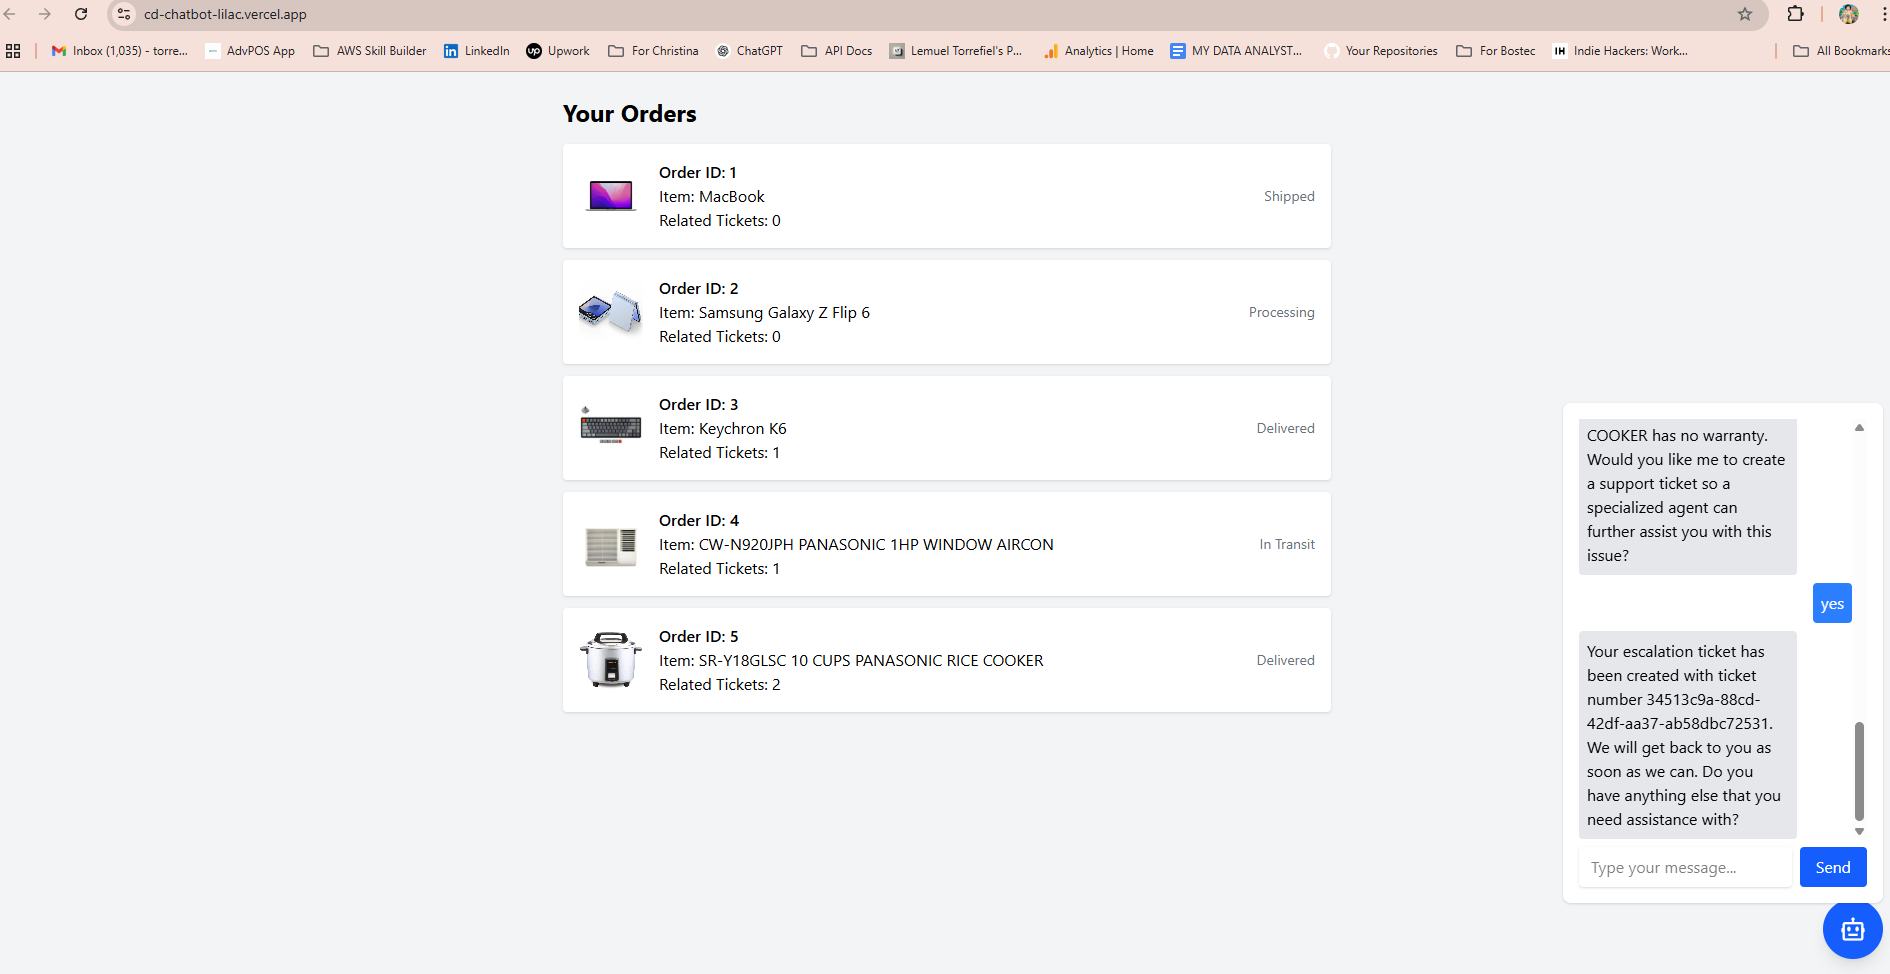 cd-chatbot-lilac.vercel.app
Inbox (1,035) - torre...
AdvPOS App
AWS Skill Builder
LinkedIn
up Upwork
For Christina
ChatGPT
API Docs
Lemuel Torrefiel's P...
Analytics | Home
MY DATA ANALYST...
Your Repositories
For Bostec
IH Indie Hackers: Work...
All Bookmarks
Your Orders
Order ID: 1
Item: MacBook
Related Tickets: 0
Shipped
Order ID: 2
Item: Samsung Galaxy Z Flip 6
Related Tickets: 0
Processing
Order ID: 3
Item: Keychron K6
Related Tickets: 1
Delivered
Order ID: 4
Item: CW-N920JPH PANASONIC 1HP WINDOW AIRCON
Related Tickets: 1
In Transit
Order ID: 5
Item: SR-Y18GLSC 10 CUPS PANASONIC RICE COOKER
Related Tickets: 2
Delivered
COOKER has no warranty.
Would you like me to create
a support ticket so a
specialized agent can
further assist you with this
issue?
yes
Your escalation ticket has
been created with ticket
number 34513c9a-88cd-
42df-aa37-ab58dbc72531.
We will get back to you as
soon as we can. Do you
have anything else that you
need assistance with?
Type your message...
Send